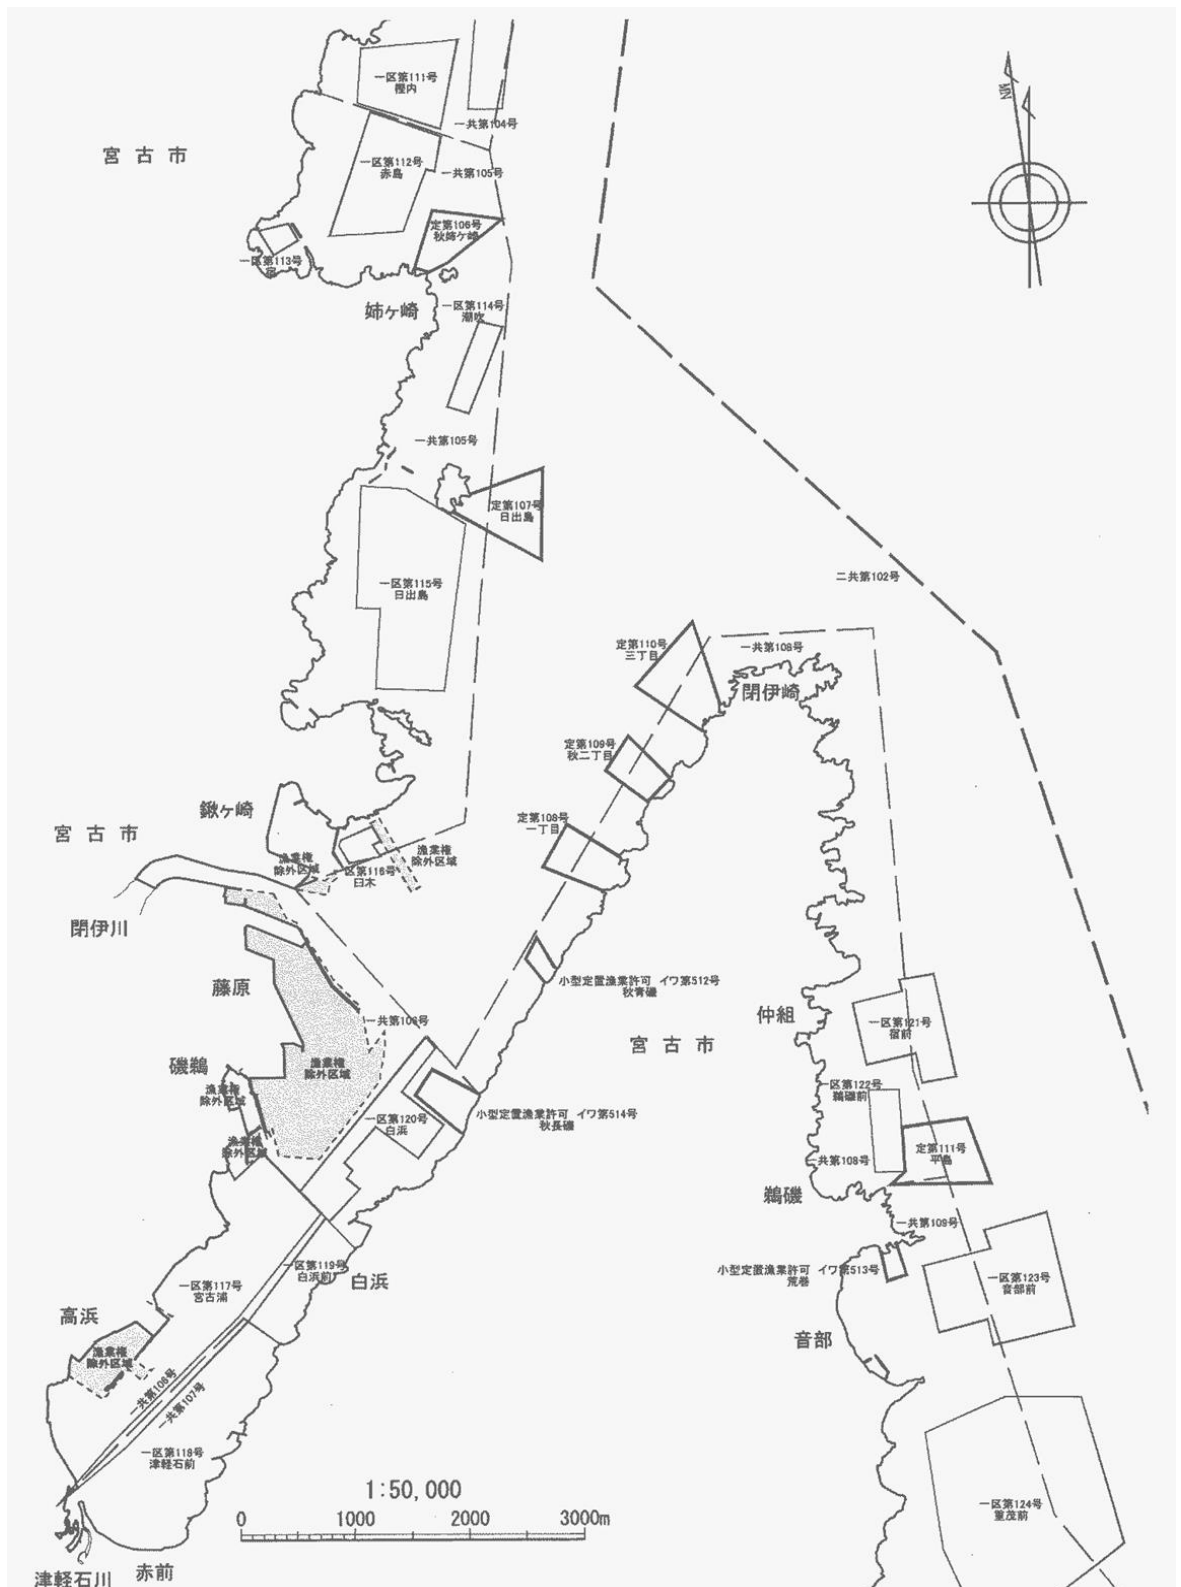 一区第111号
樫内
一共第104号
宮古市
一区第112号
赤島
一共第105号
MN
定第106号
秋姉ケ崎
一区第113号
宿
姉ヶ崎
一区第114号
潮吹
一共第105号
定第107号
日出島
一区第115号
日出島
二共第102号
定第110号
三丁目
一共第108号
閉伊崎
定第109号
秋二丁目
鍬ヶ崎
宮古市
定第108号
一丁目
漁業権
除外区域
漁業権
除外区域
区第116号
臼木
閉伊川
藤原
小型定置漁業許可 イワ第512号
秋青磯
仲組
一区第121号
宿前
一共第106号
宮古市
磯鶏
漁業権
除外区域
漁業権
除外区域
一区第122号
鵜磯前
一区第120号
白浜
小型定置漁業許可 イワ第514号
秋長磯
漁業権
除外区域
定第111号
平島
一共第108号
鵜磯
一共第109号
一区第119号
白浜前
白浜
小型定置漁業許可 イワ第513号
荒巻
一区第117号
宮古浦
一区第123号
音部前
高浜
音部
漁業権
除外区域
一共第106号
一共第107号
一区第118号
津軽石前
1:50,000
0 1000 2000 3000m
一区第124号
重茂前
津軽石川
赤前